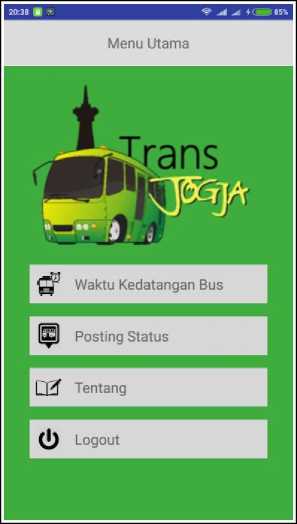 20:38
85%
Menu Utama
Trans
JOGJA
Waktu Kedatangan Bus
Posting Status
Tentang
Logout